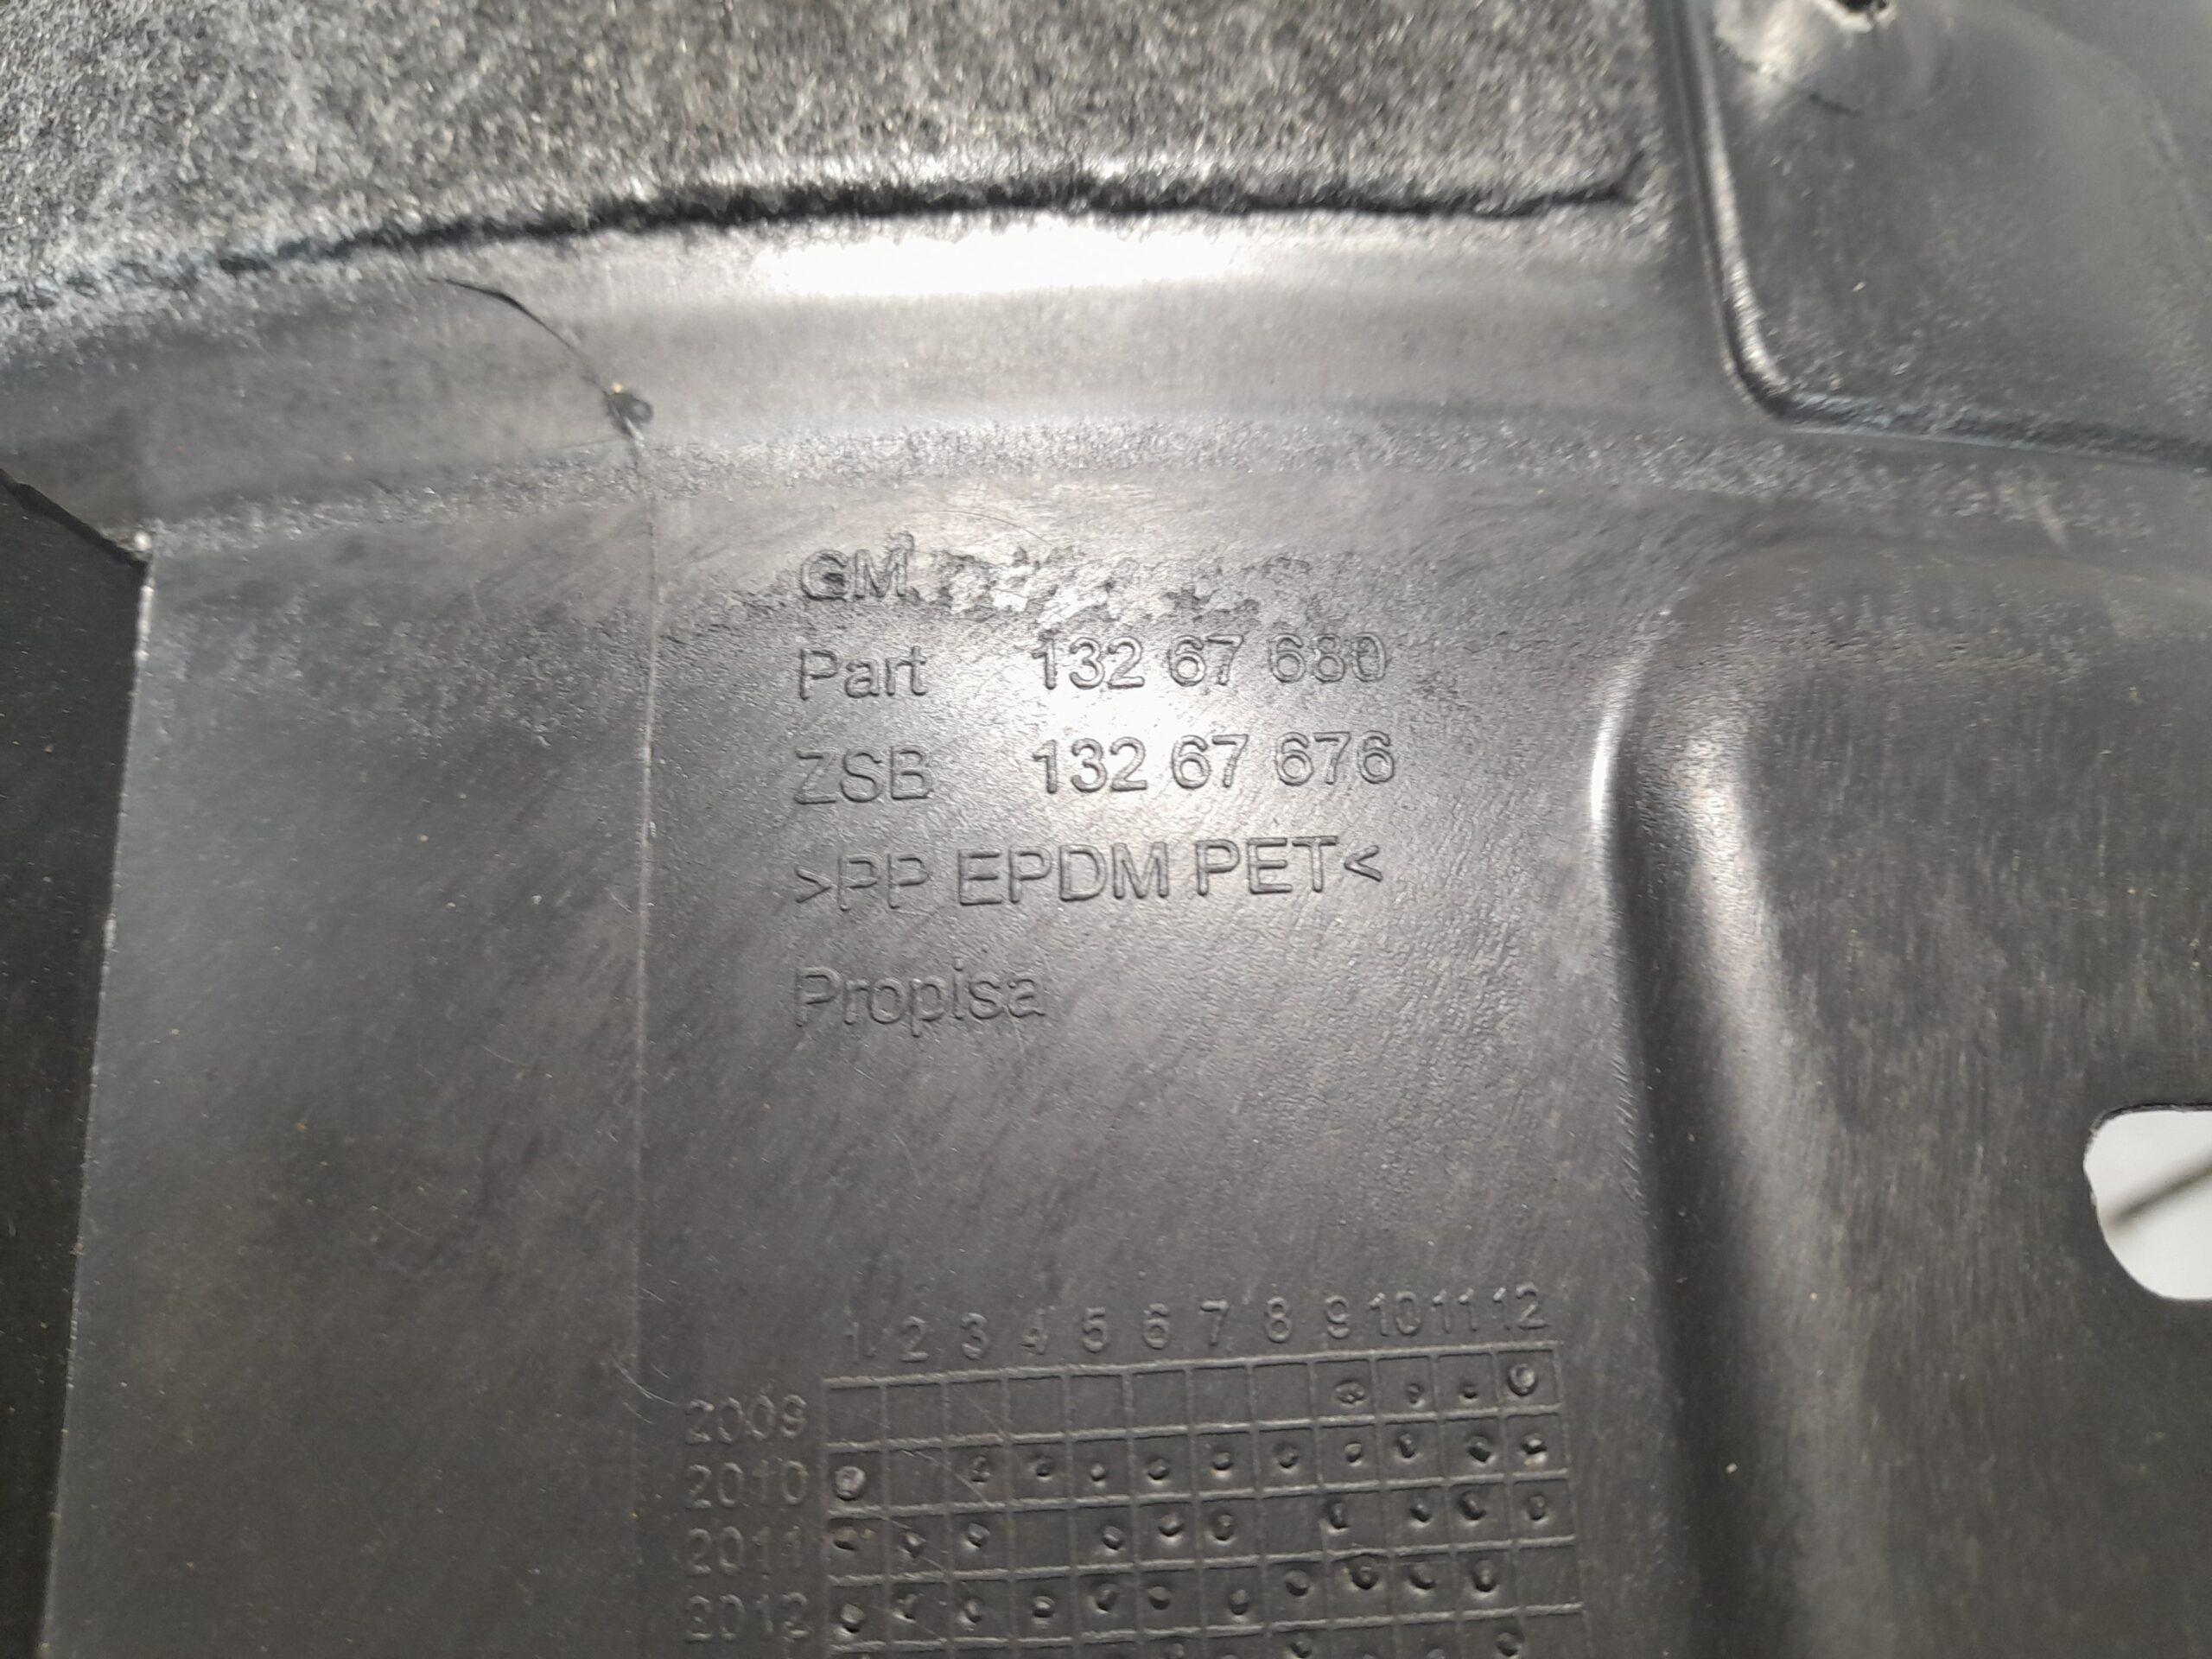 GM
Part 132 67 680
ZSB 132 67 676
>PP EPDM PET<
Propisa
1 2 3 4 5 6 7 8 9 10 11 12
2009
2010
2011
2012